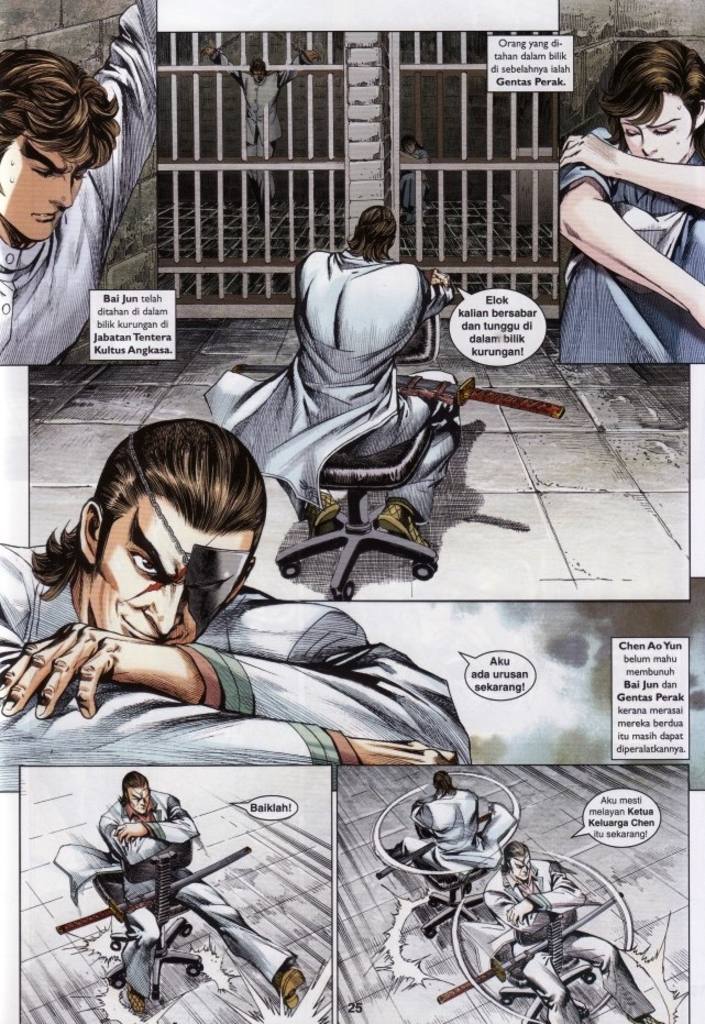 Orang yang di-
tahan dalam bilik
di sebelahnya ialah
Gentas Perak.
Bai Jun telah
ditahan di dalam
bilik kurungan di
Jabatan Tentera
Kultus Angkasa.
Elok
kalian bersabar
dan tunggu di
dalam bilik
kurungan!
Aku
ada urusan
sekarang!
Chen Ao Yun
belum mahu
membunuh
Bai Jun dan
Gentas Perak
kerana merasai
mereka berdua
itu masih dapat
diperalatkannya.
Baiklah!
Aku mesti
melayan Ketua
Keluarga Chen
itu sekarang!
25